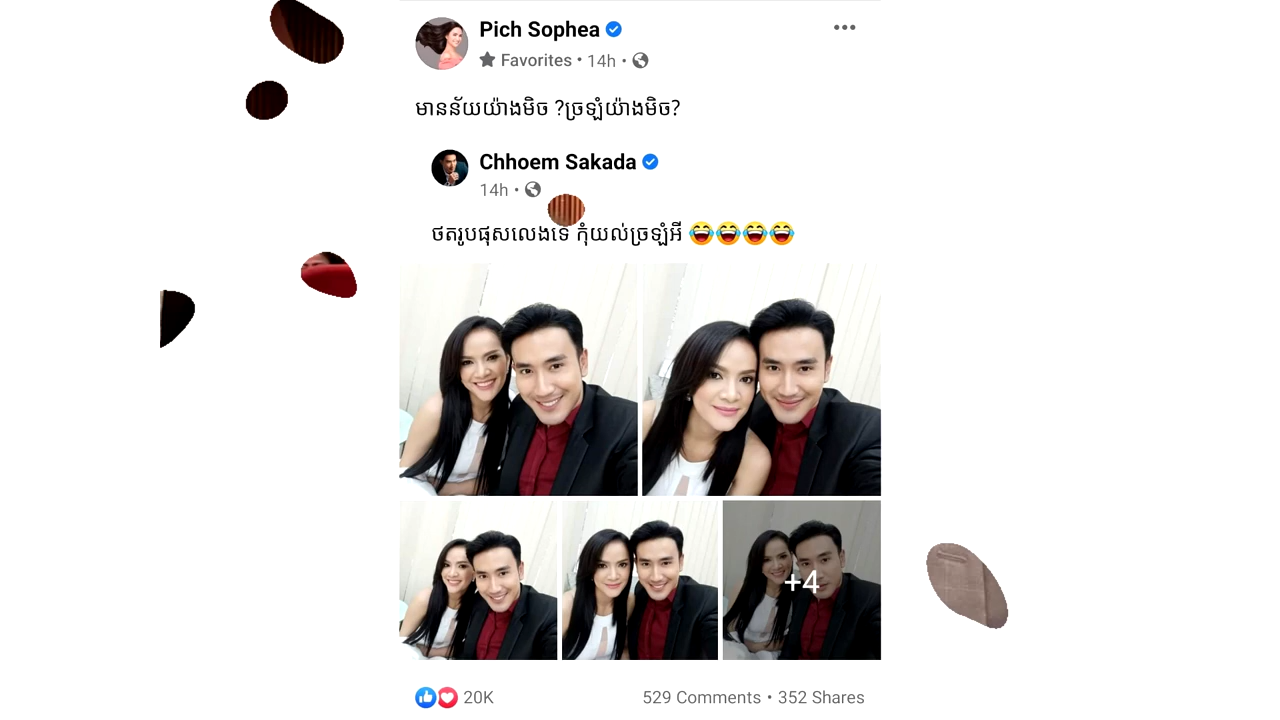 Pich Sophea
Favorites • 14h •
មានន័យយ៉ាងមិច ?ច្រឡំយ៉ាងមិច?
Chhoem Sakada
14h •
ថតរូបផុសលេងទេ កុំយល់ច្រឡំអី 😂😂😂😂
+4
20K
529 Comments • 352 Shares